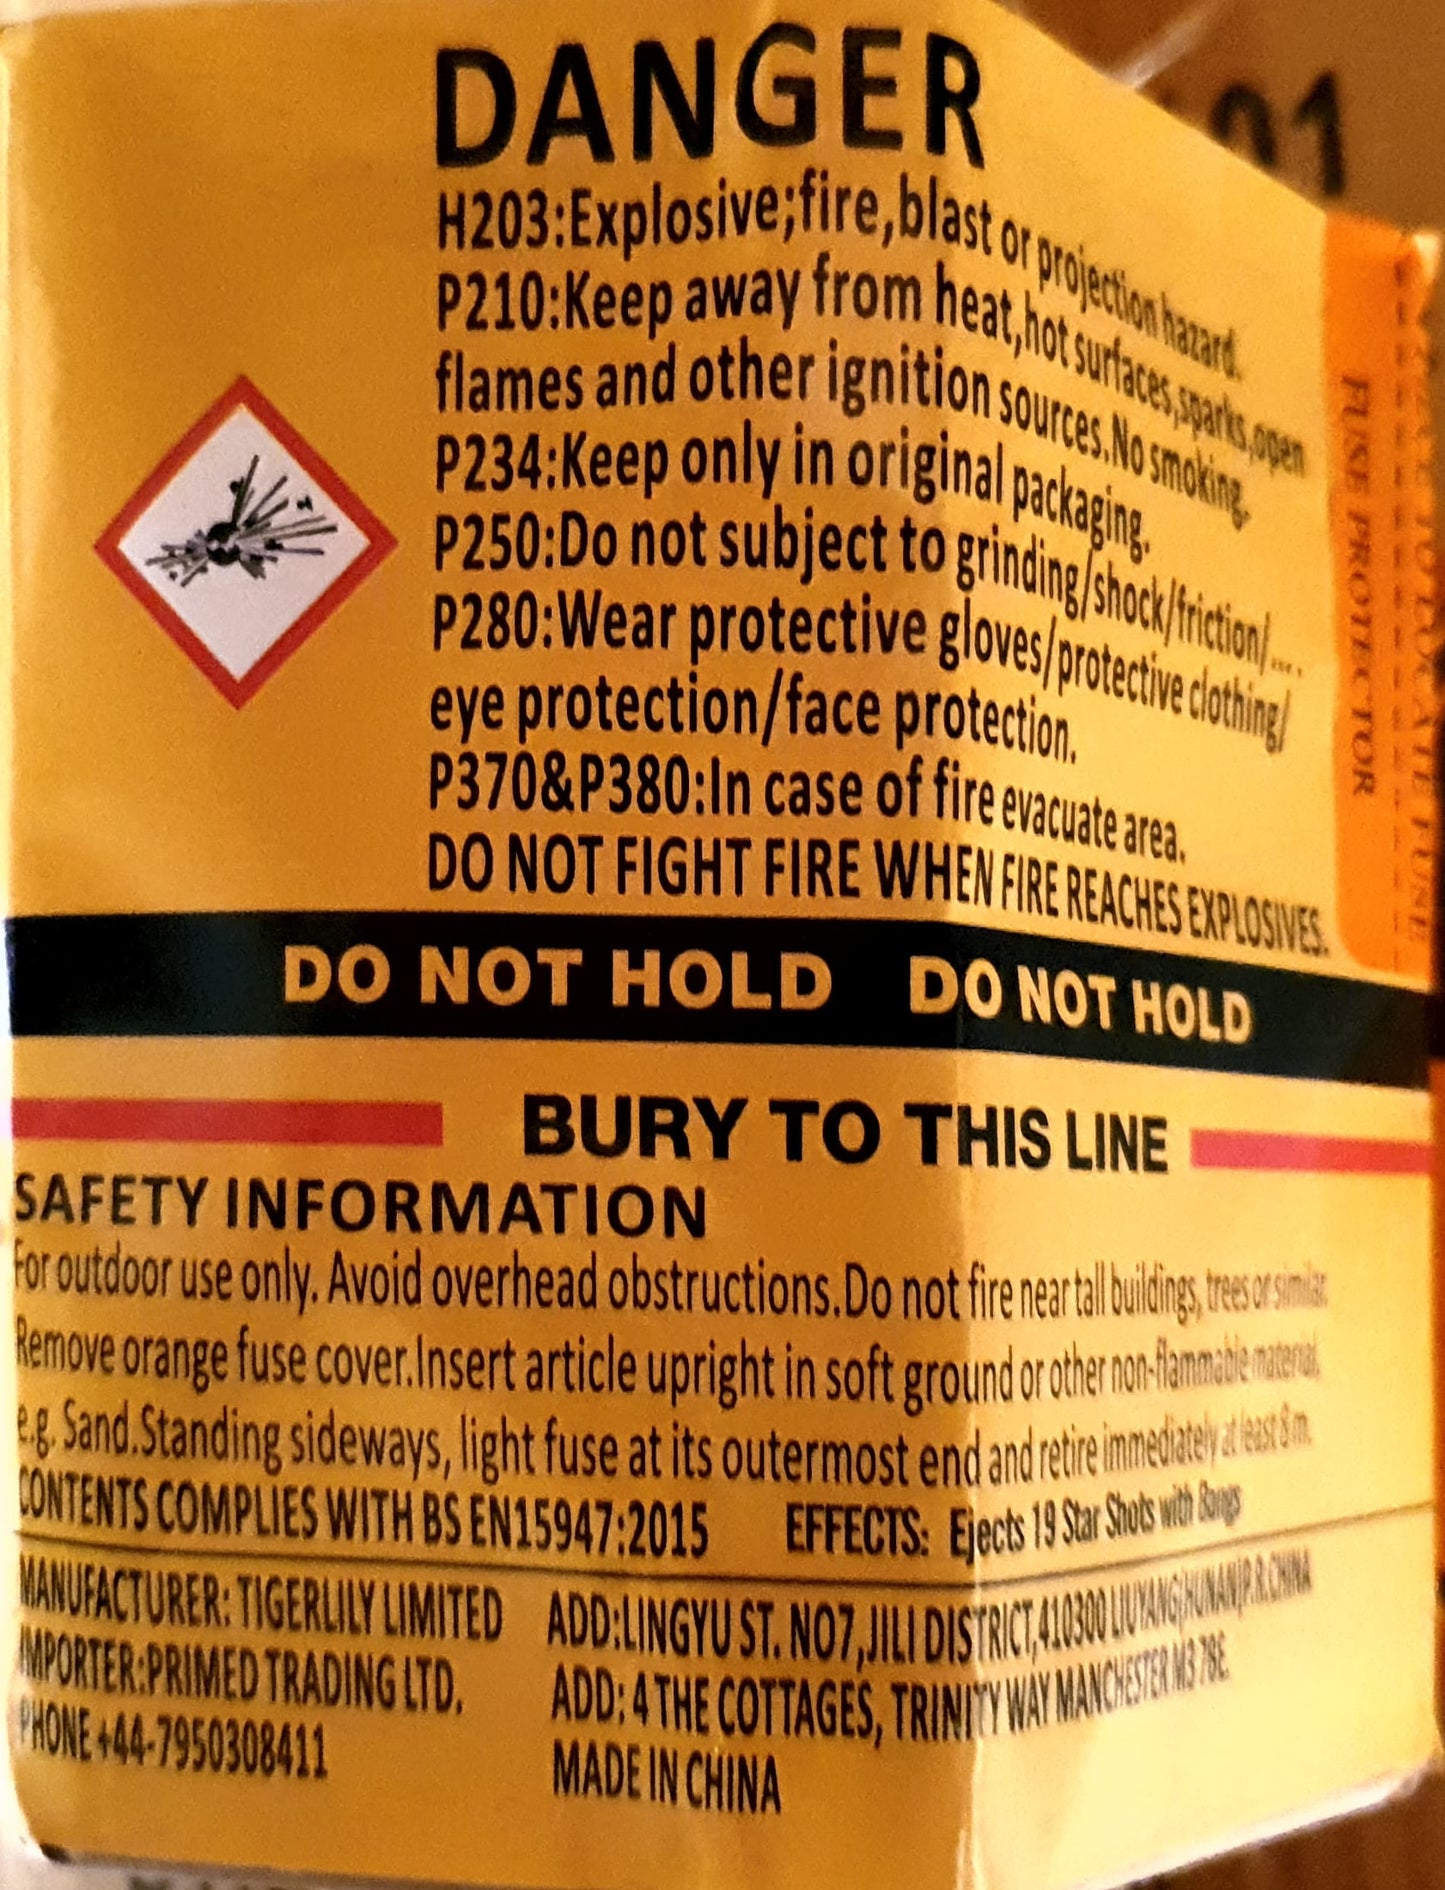 DANGER
01
H203:Explosive;fire,blast or projection hazard.
P210:Keep away from heat,hot surfaces,sparks,open
flames and other ignition sources.No smoking.
P234:Keep only in original packaging.
P250:Do not subject to grinding/shock/friction/....
P280:Wear protective gloves/protective clothing/
eye protection/face protection.
P370&P380:In case of fire evacuate area.
DO NOT FIGHT FIRE WHEN FIRE REACHES EXPLOSIVES.
FUSE PROTECTOR
TO LOCATE FUSE
DO NOT HOLD DO NOT HOLD
BURY TO THIS LINE
SAFETY INFORMATION
For outdoor use only. Avoid overhead obstructions.Do not fire near tall buildings, trees or similar.
Remove orange fuse cover.Insert article upright in soft ground or other non-flammable material,
e.g. Sand.Standing sideways, light fuse at its outermost end and retire immediately at least 8 m.
CONTENTS COMPLIES WITH BS EN15947:2015 EFFECTS: Ejects 19 Star Shots with Bangs
MANUFACTURER: TIGERLILY LIMITED ADD:LINGYU ST. NO7,JILI DISTRICT,410300 LIUYANG,HUNAN,P.R.CHINA
IMPORTER:PRIMED TRADING LTD. ADD: 4 THE COTTAGES, TRINITY WAY MANCHESTER M3 7BE.
PHONE +44-7950308411 MADE IN CHINA